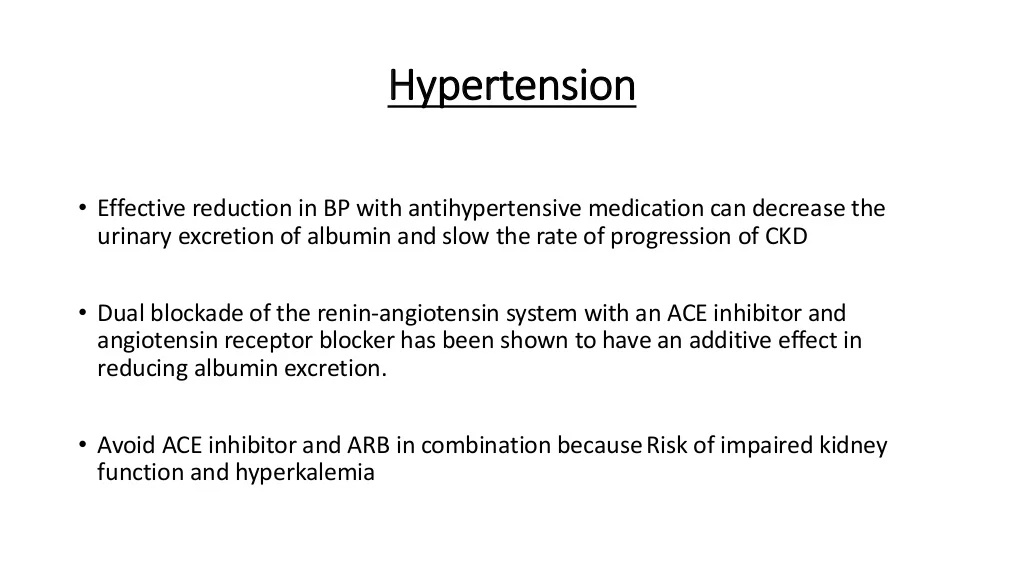 Hypertension
• Effective reduction in BP with antihypertensive medication can decrease the
urinary excretion of albumin and slow the rate of progression of CKD
• Dual blockade of the renin-angiotensin system with an ACE inhibitor and
angiotensin receptor blocker has been shown to have an additive effect in
reducing albumin excretion.
• Avoid ACE inhibitor and ARB in combination because Risk of impaired kidney
function and hyperkalemia